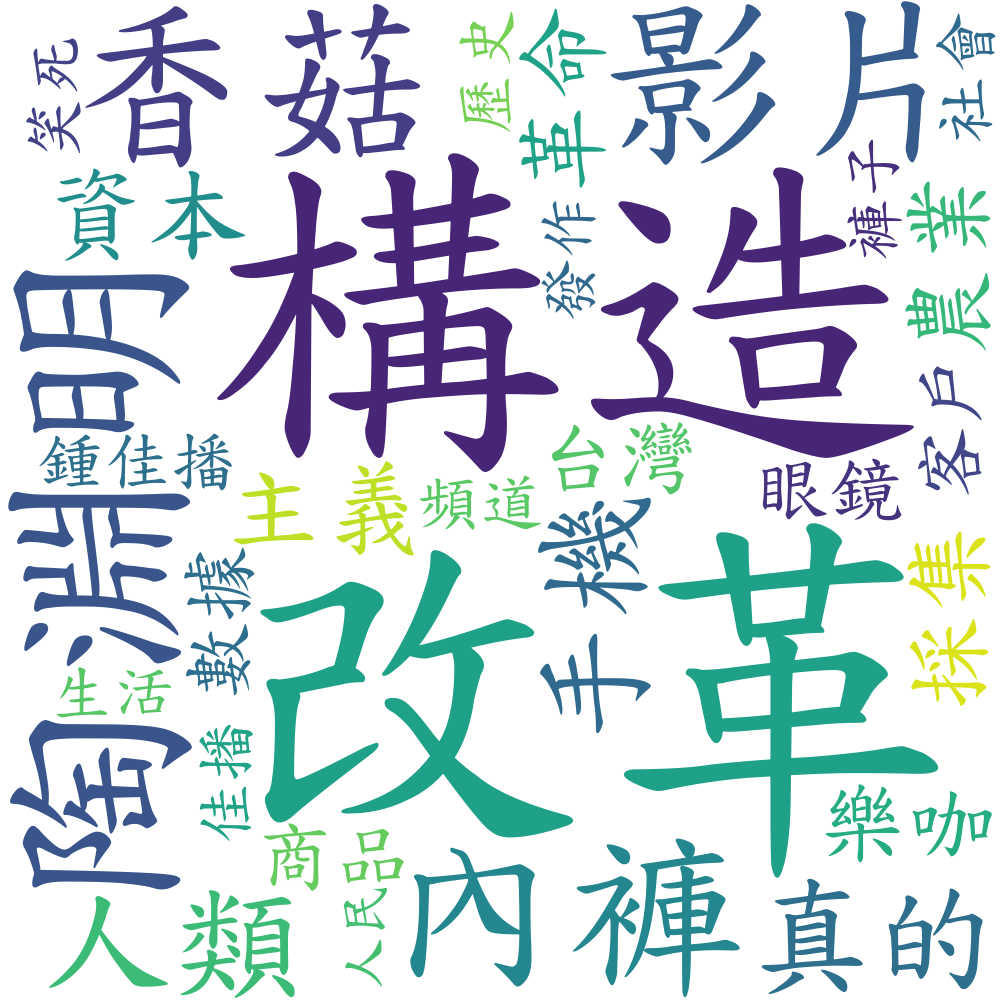 香菇
影片
笑死
歷史
革命
社會
資本
構造
發作
褲子
農業
陶淵明
鍾佳播
主義
頻道
台灣
眼鏡
客戶
數據
改革
手機
採集
生活
佳播
商品
樂咖
人類
人民
內褲
真的